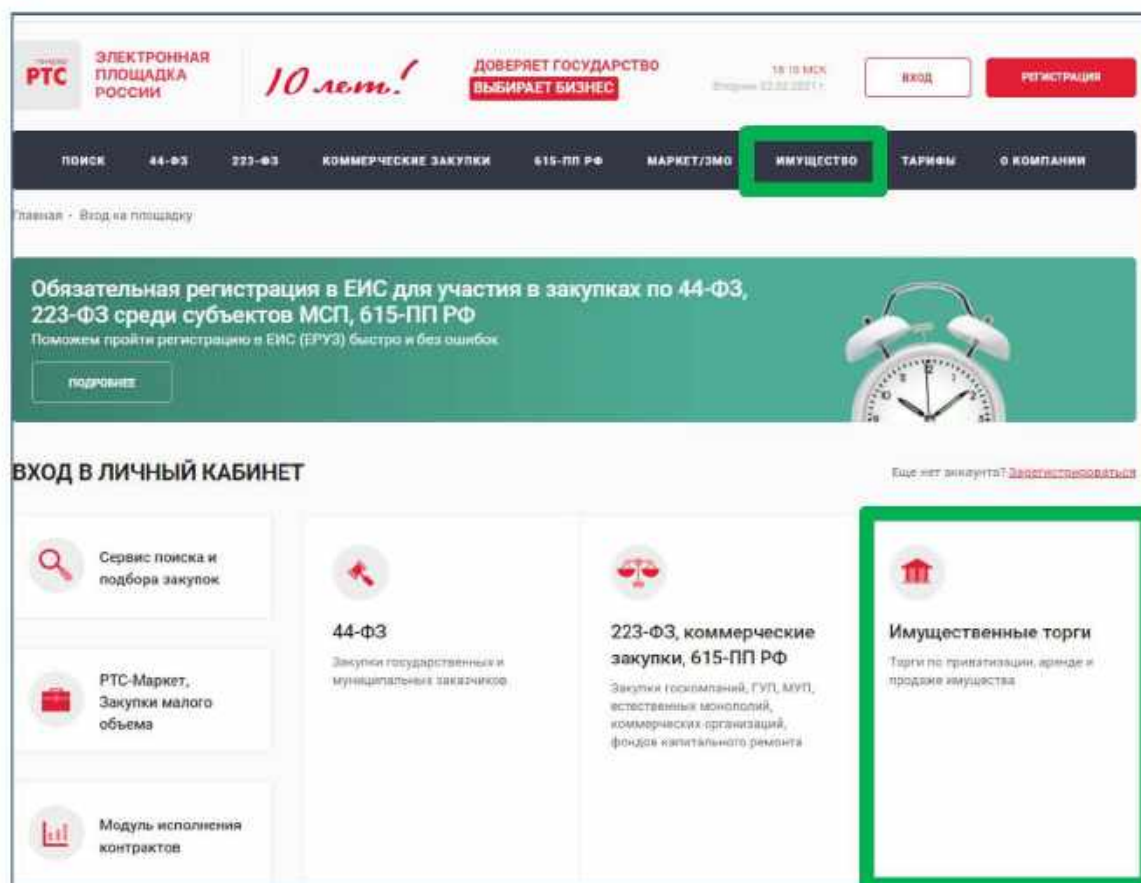 РТС
ЭЛЕКТРОННАЯ
ПЛОЩАДКА
РОССИИ
10 лет!
ДОВЕРЯЕТ ГОСУДАРСТВО
ВЫБИРАЕТ БИЗНЕС
МСК
ВХОД
РЕГИСТРАЦИЯ
ПОИСК 44-ФЗ 223-ФЗ КОММЕРЧЕСКИЕ ЗАКУПКИ 615-ПП РФ МАРКЕТ/ЗМО ИМУЩЕСТВО ТАРИФЫ О КОМПАНИИ
Главная - Вход на площадку
Обязательная регистрация в ЕИС для участия в закупках по 44-ФЗ,
223-ФЗ среди субъектов МСП, 615-ПП РФ
Поможем пройти регистрацию в ЕИС (ЕРУЗ) быстро и без ошибок
ПОДРОБНЕЕ
ВХОД В ЛИЧНЫЙ КАБИНЕТ
Еще нет аккаунта? Зарегистрироваться
Сервис поиска и
подбора закупок
РТС-Маркет,
Закупки малого
объема
Модуль исполнения
контрактов
44-ФЗ
Закупки государственных и
муниципальных заказчиков
223-ФЗ, коммерческие
закупки, 615-ПП РФ
Закупки госкомпаний, ГУП, МУП,
естественных монополий,
коммерческих организаций,
фондов капитального ремонта
Имущественные торги
Торги по приватизации, аренде и
продаже имущества